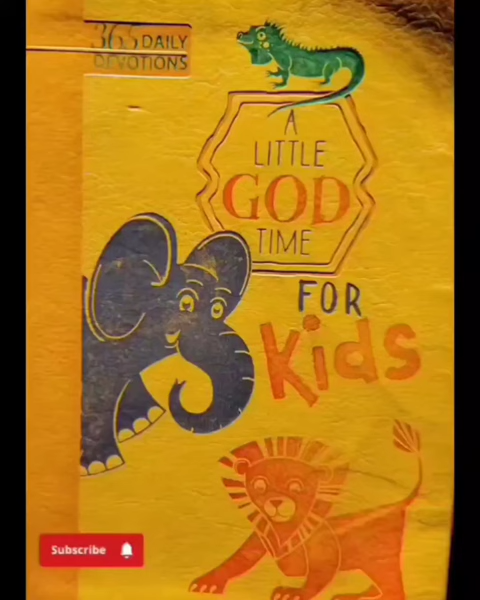 365 DAILY
DEVOTIONS
A
LITTLE
GOD
TIME
FOR
Kids
Subscribe